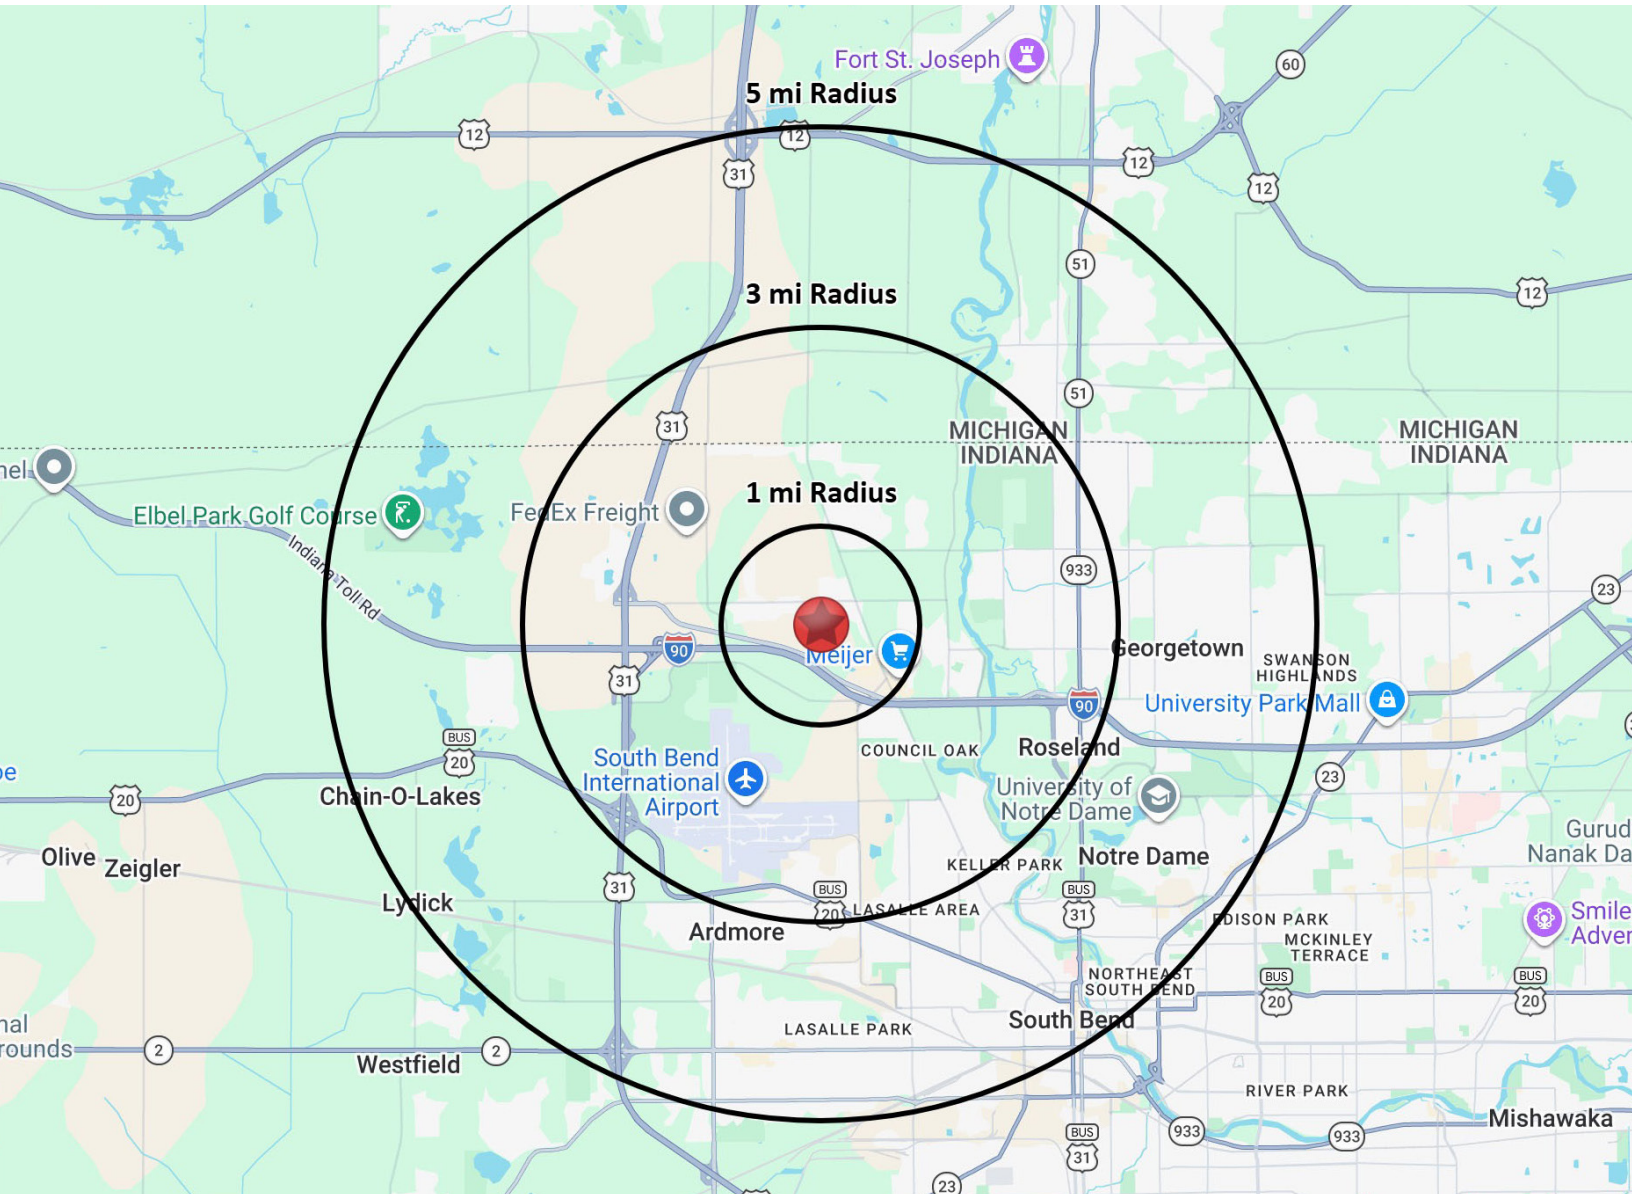 Fort St. Joseph
60
5 mi Radius
12
12
12
31
12
51
12
3 mi Radius
51
31
MICHIGAN
INDIANA
MICHIGAN
INDIANA
nel
1 mi Radius
Elbel Park Golf Course
FedEx Freight
Indiana Toll Rd
933
23
90
Meijer
Georgetown
SWANSON
HIGHLANDS
31
90
University Park Mall
BUS
20
COUNCIL OAK
Roseland
South Bend
International
Airport
23
20
Chain-O-Lakes
University of
Notre Dame
Gurud
Nanak Da
Olive
Zeigler
KELLER PARK
Notre Dame
31
BUS
20
BUS
31
Lydick
LASALLE AREA
EDISON PARK
Smile
Adver
Ardmore
MCKINLEY
TERRACE
NORTHEAST
SOUTH BEND
BUS
20
BUS
20
nal
rounds
LASALLE PARK
South Bend
2
2
Westfield
RIVER PARK
Mishawaka
BUS
31
933
933
23